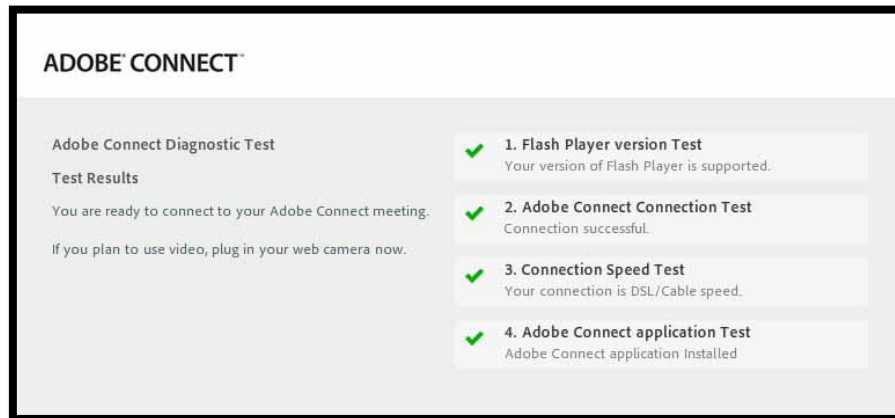 ADOBE® CONNECT™
Adobe Connect Diagnostic Test
Test Results
You are ready to connect to your Adobe Connect meeting.
If you plan to use video, plug in your web camera now.
1. Flash Player version Test
Your version of Flash Player is supported.
2. Adobe Connect Connection Test
Connection successful.
3. Connection Speed Test
Your connection is DSL/Cable speed.
4. Adobe Connect application Test
Adobe Connect application Installed